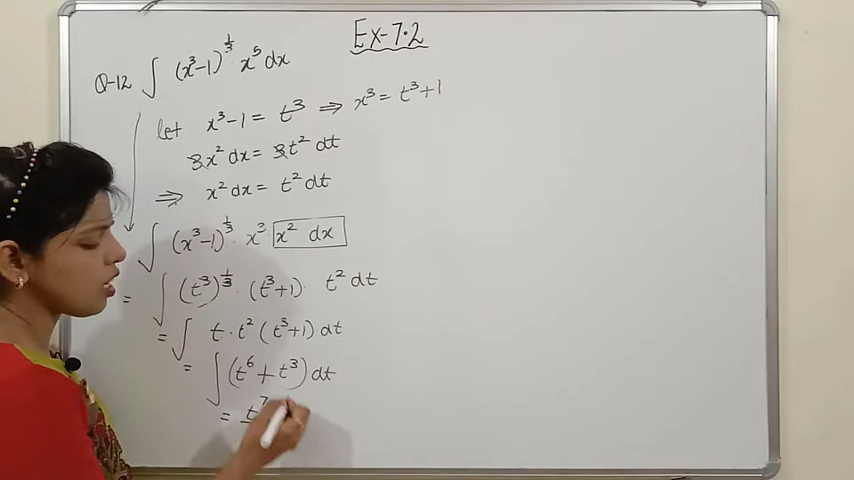 Ex-7.2
Q-12 ∫ (x³-1)^⅓ x⁵ dx
let x³-1 = t³ ⇒ x³ = t³+1
3x² dx = 3t² dt
⇒ x² dx = t² dt
∫ (x³-1)^⅓ · x³ x² dx
= ∫ (t³)^⅓ · (t³+1) · t² dt
= ∫ t · t² (t³+1) dt
= ∫ (t⁶ + t³) dt
= t⁷